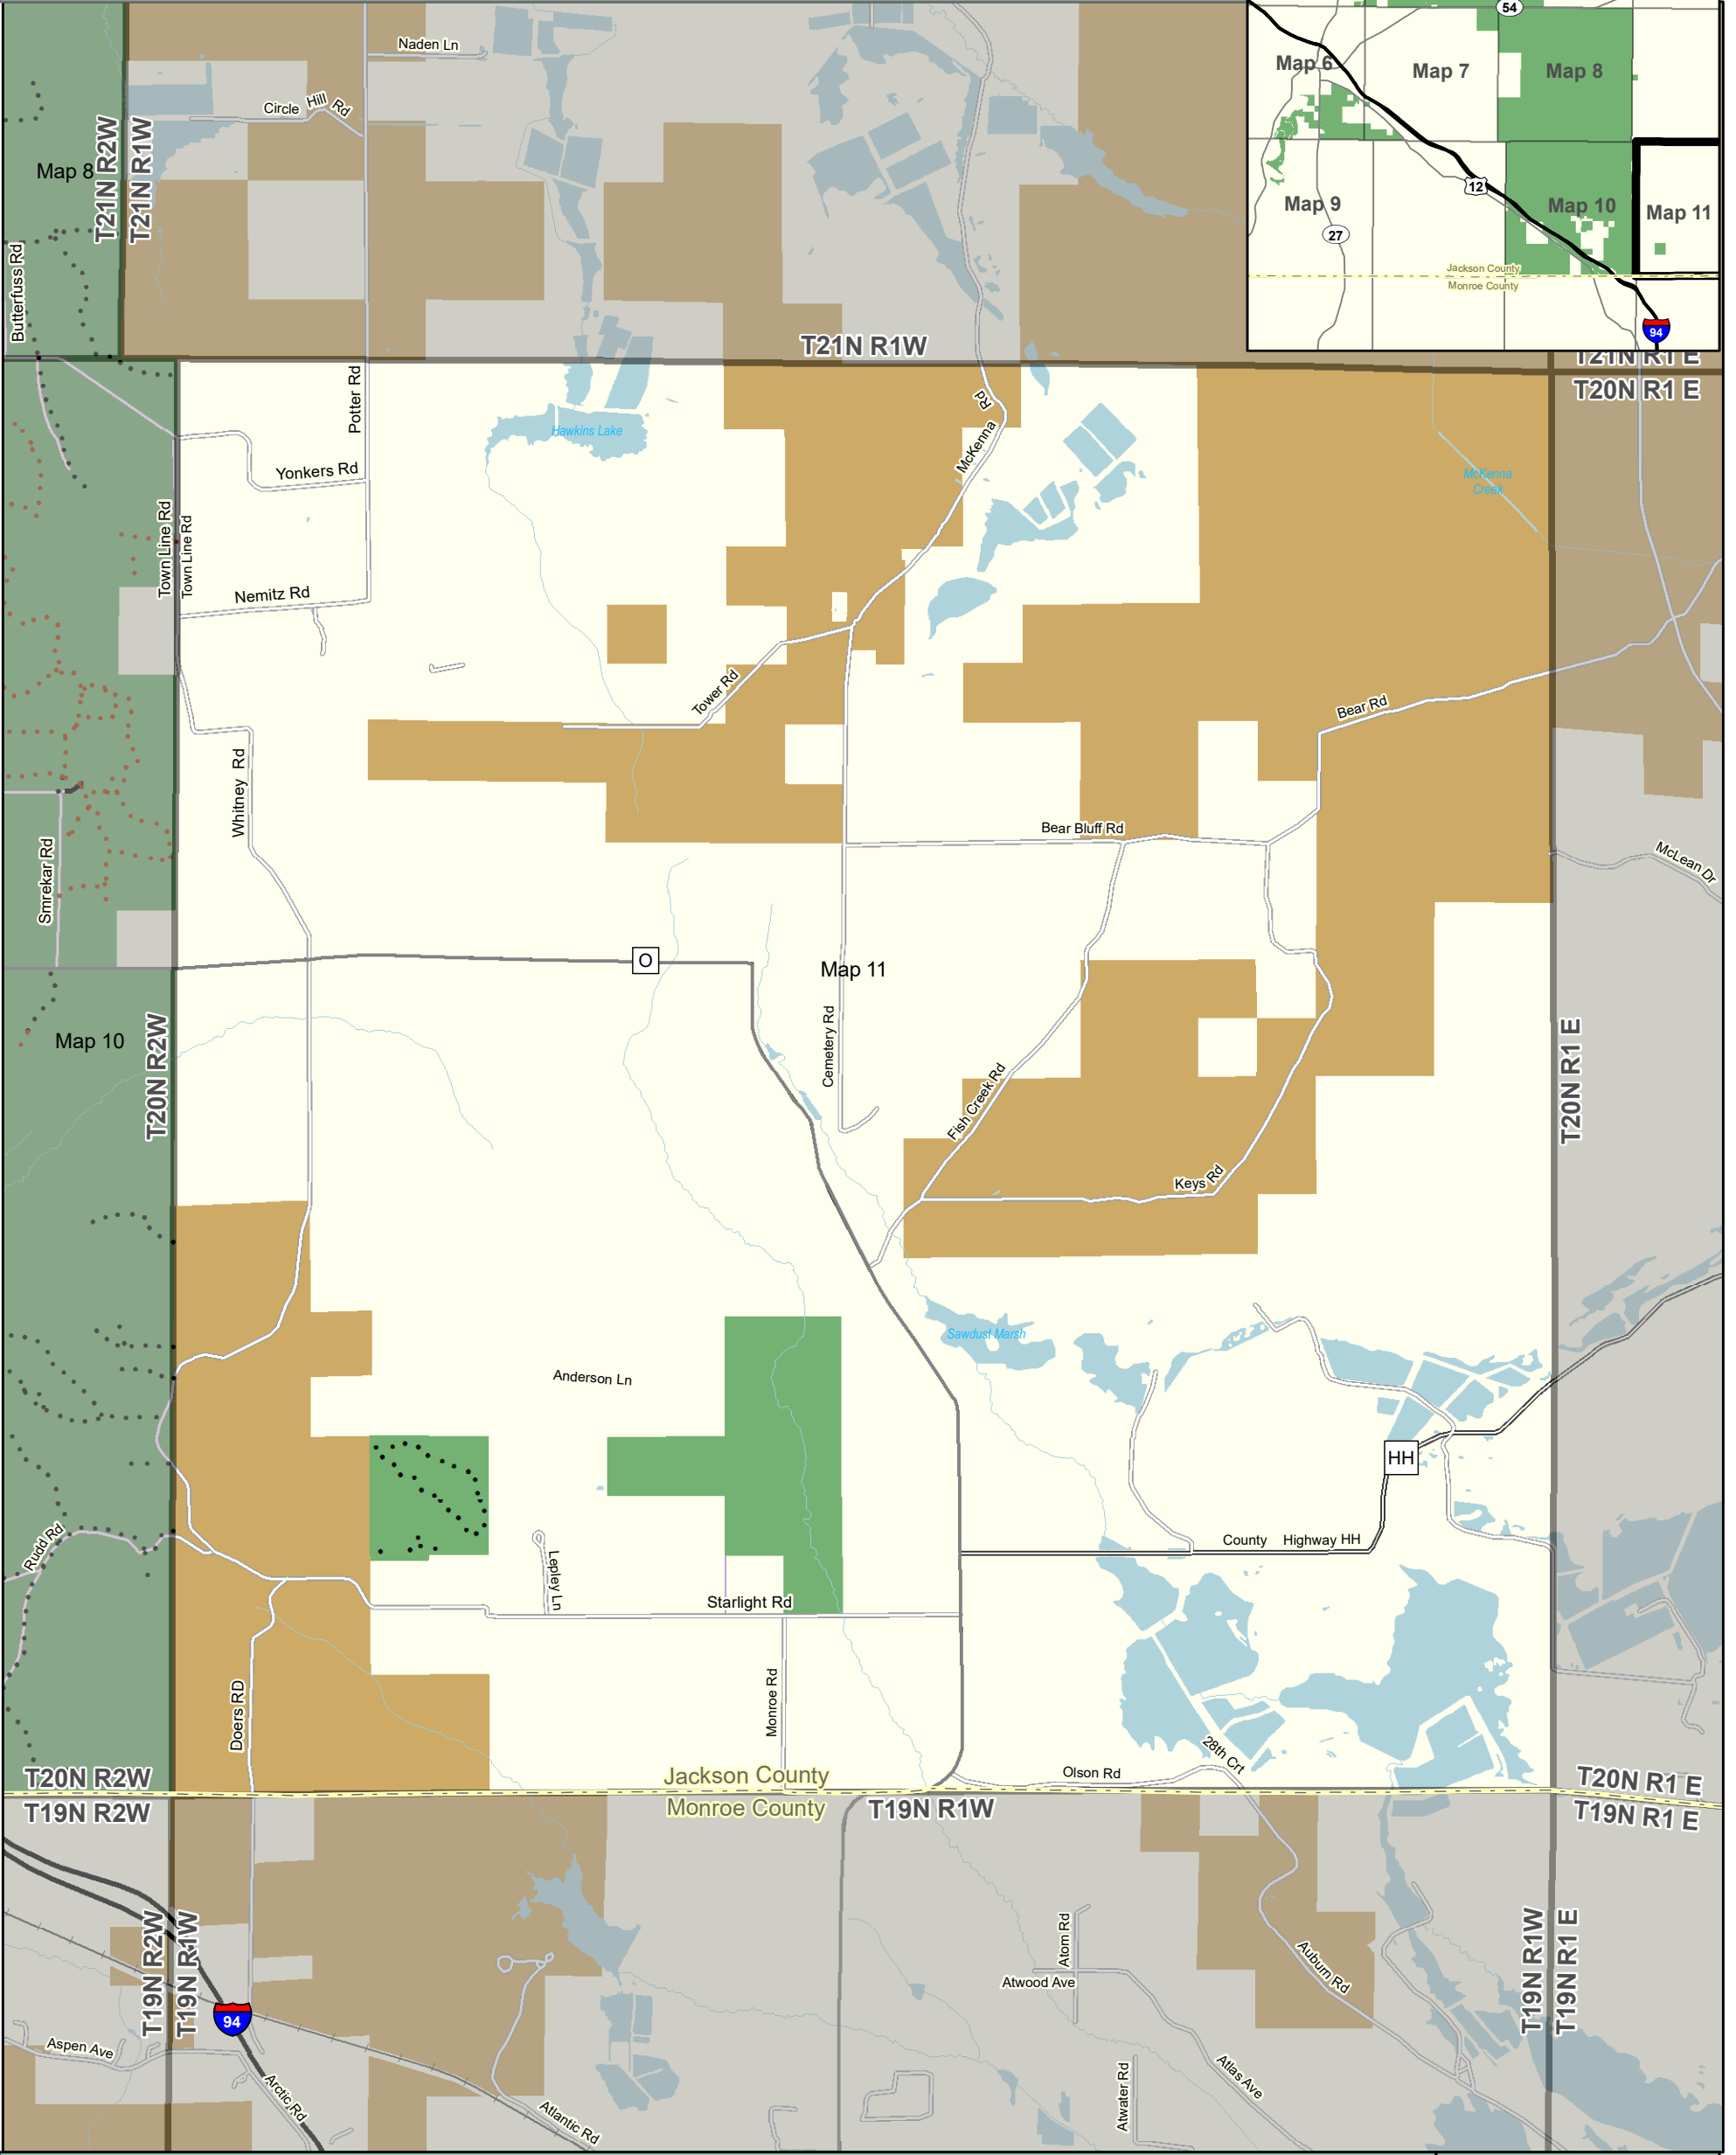 Naden Ln
Circle Hill Rd
Map 8
T21N R2W
T21N R1W
Butterfuss Rd
54
Map 6
Map 7
Map 8
12
Map 9
Map 10
Map 11
27
Jackson County
Monroe County
94
T21N R1W
T21N R1 E
T20N R1 E
Potter Rd
Hawkins Lake
McKenna Rd
Yonkers Rd
McKenna
Creek
Town Line Rd
Town Line Rd
Nemitz Rd
Tower Rd
Bear Rd
Whitney Rd
Bear Bluff Rd
Smrekar Rd
McLean Dr
O
Map 11
Map 10
T20N R2W
Cemetery Rd
Fish Creek Rd
T20N R1 E
Keys Rd
Sawdust Marsh
Anderson Ln
HH
County Highway HH
Rudd Rd
Lepley Ln
Starlight Rd
Doers RD
Monroe Rd
28th Crt
Olson Rd
T20N R2W
Jackson County
T20N R1 E
T19N R2W
Monroe County
T19N R1W
T19N R1 E
T19N R2W
T19N R1W
94
Atom Rd
Atwood Ave
Auburn Rd
T19N R1W
T19N R1 E
Aspen Ave
Arctic Rd
Atlantic Rd
Atwater Rd
Atlas Ave